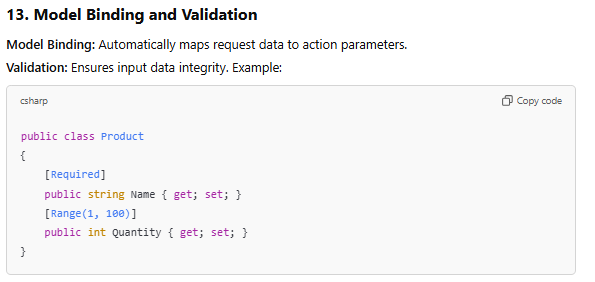 13. Model Binding and Validation
Model Binding: Automatically maps request data to action parameters.
Validation: Ensures input data integrity. Example:
csharp
Copy code
public class Product
{
    [Required]
    public string Name { get; set; }
    [Range(1, 100)]
    public int Quantity { get; set; }
}